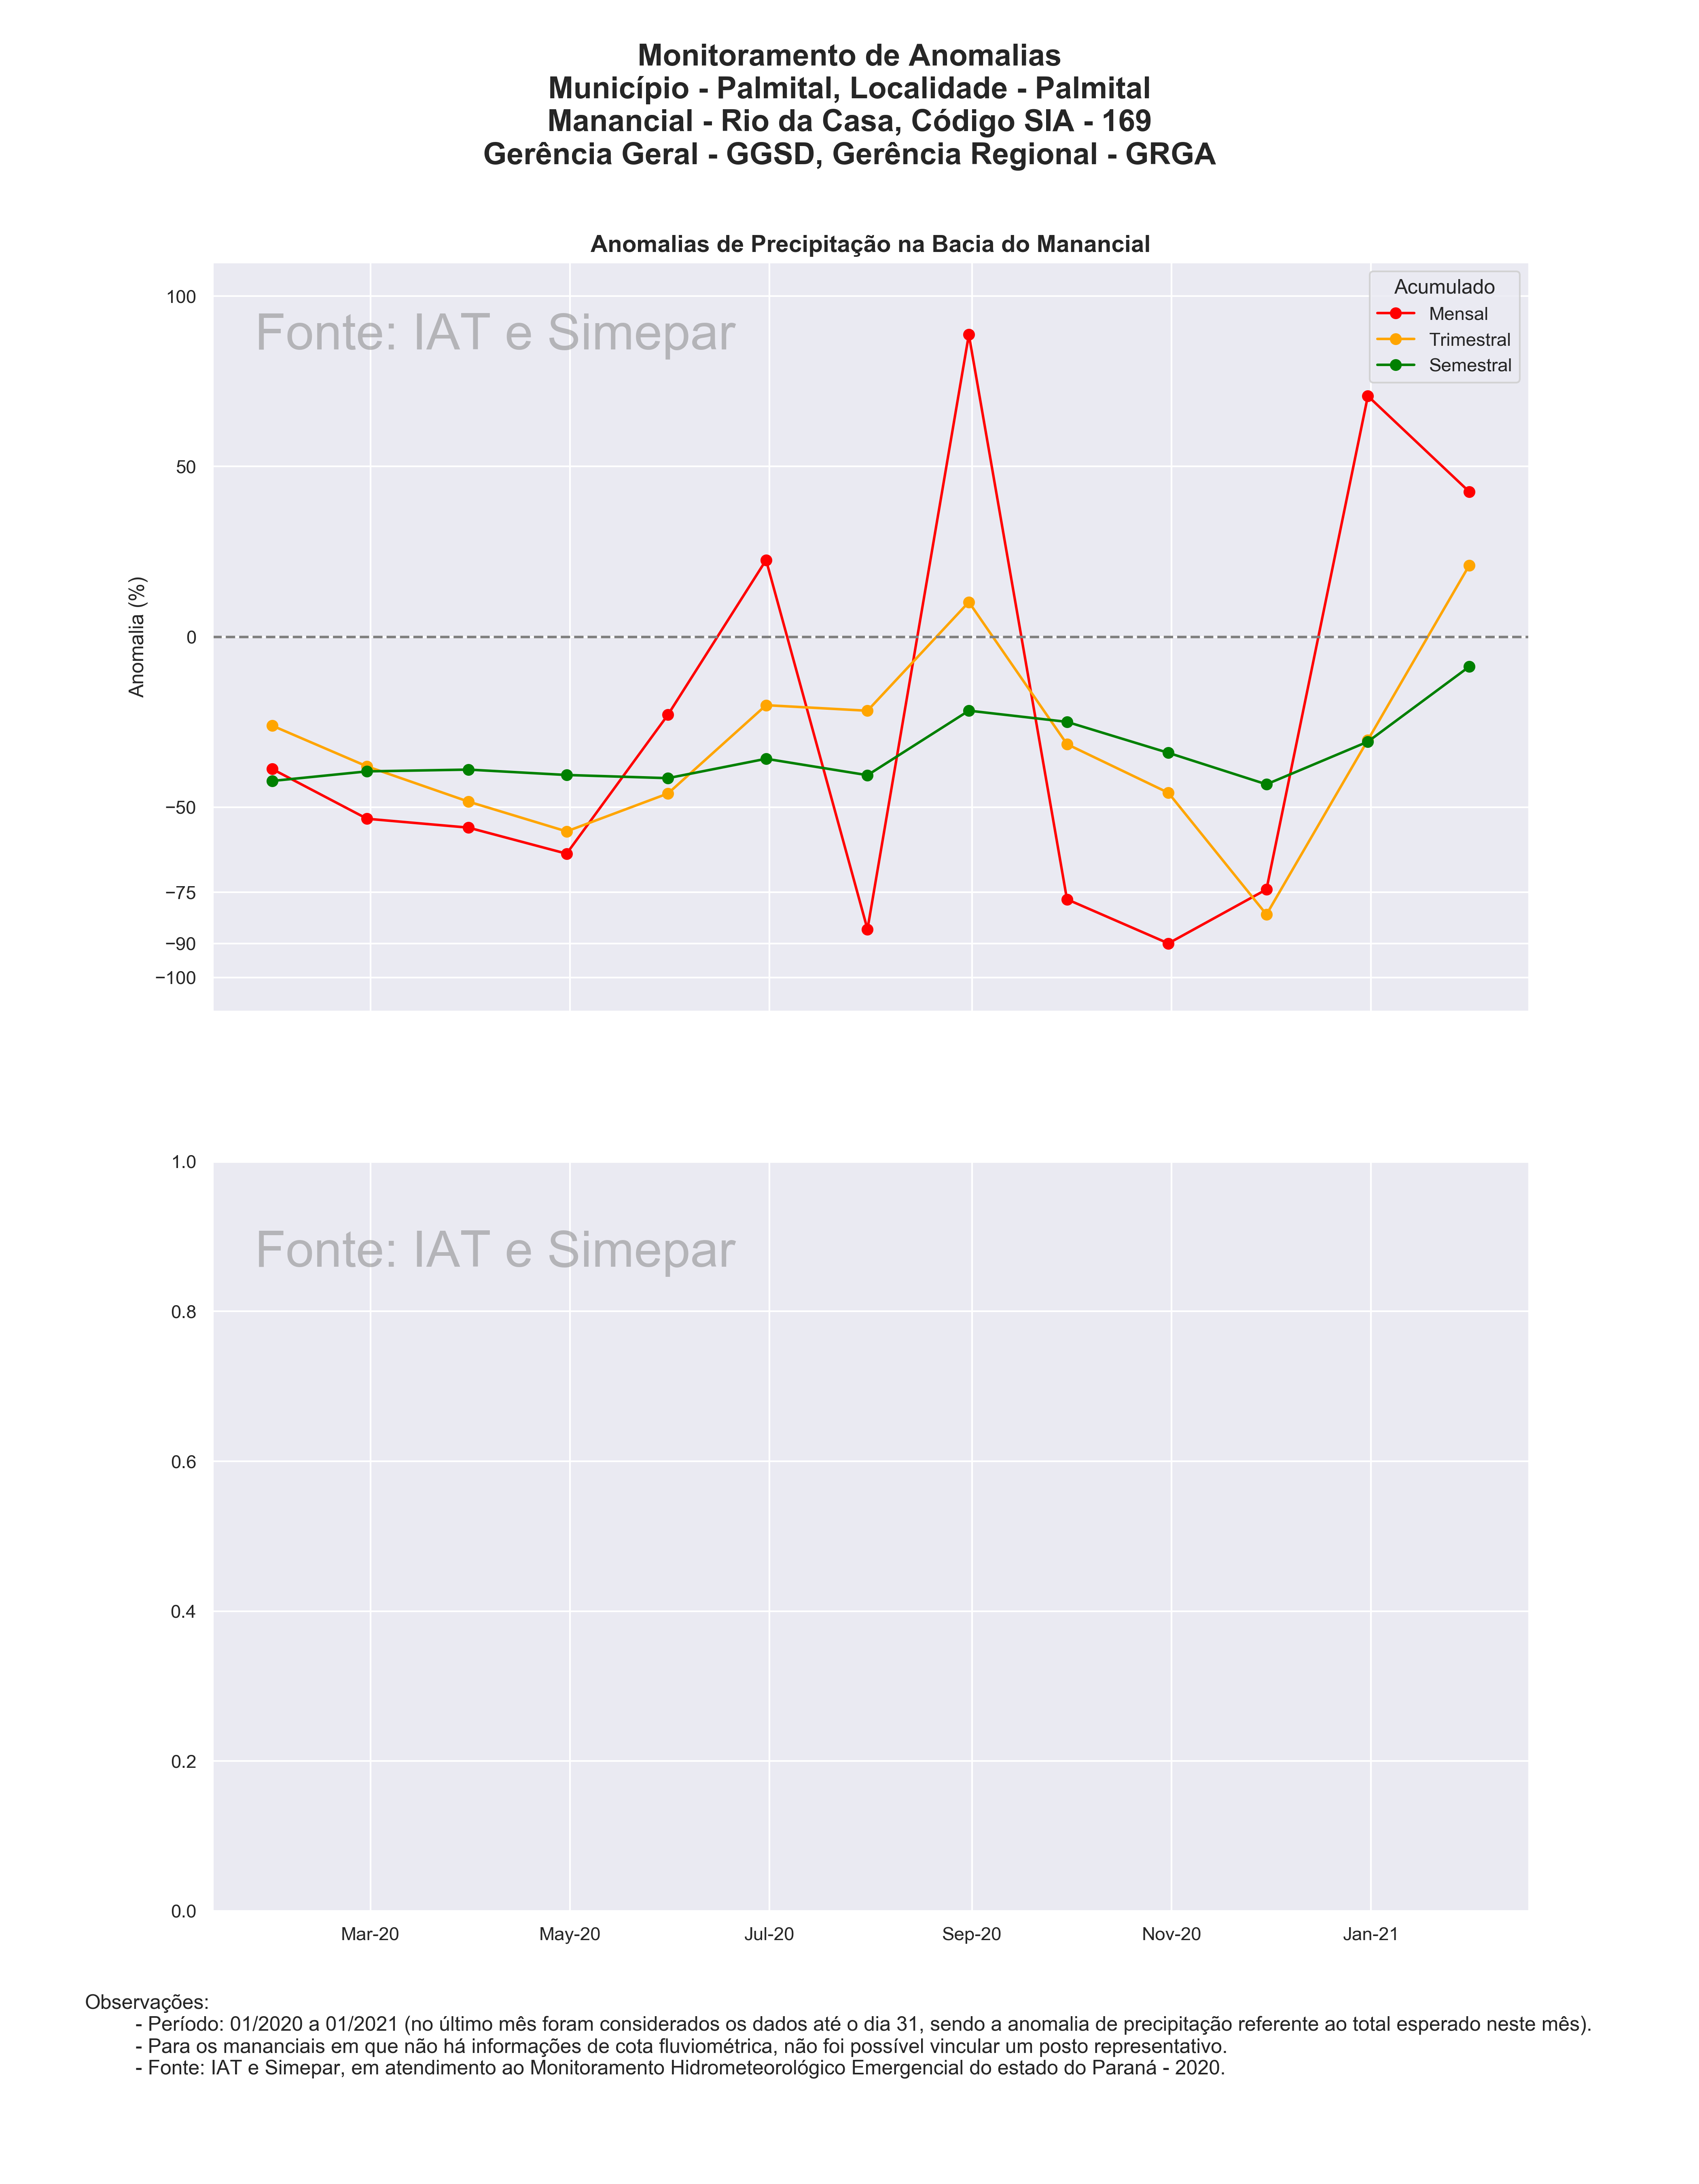 Monitoramento de Anomalias
Município - Palmital, Localidade - Palmital
Manancial - Rio da Casa, Código SIA - 169
Gerência Geral - GGSD, Gerência Regional - GRGA
Anomalias de Precipitação na Bacia do Manancial
Fonte: IAT e Simepar
Acumulado
Mensal
Trimestral
Semestral
Anomalia (%)
100
50
0
−50
−75
−90
−100
Fonte: IAT e Simepar
1.0
0.8
0.6
0.4
0.2
0.0
Mar-20 May-20 Jul-20 Sep-20 Nov-20 Jan-21
Observações:
- Período: 01/2020 a 01/2021 (no último mês foram considerados os dados até o dia 31, sendo a anomalia de precipitação referente ao total esperado neste mês).
- Para os mananciais em que não há informações de cota fluviométrica, não foi possível vincular um posto representativo.
- Fonte: IAT e Simepar, em atendimento ao Monitoramento Hidrometeorológico Emergencial do estado do Paraná - 2020.